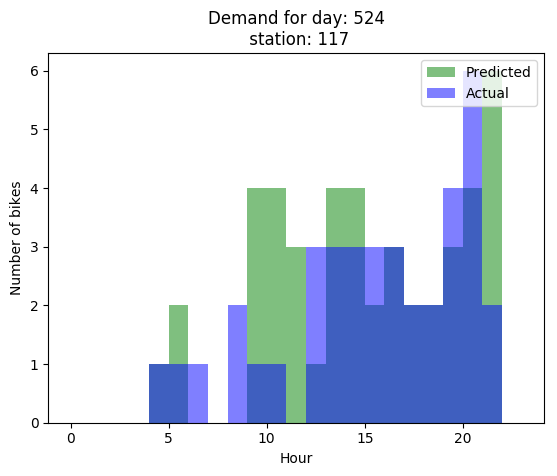 Demand for day: 524
station: 117
Predicted
Actual
Number of bikes
6
5
4
3
2
1
0
0 5 10 15 20
Hour